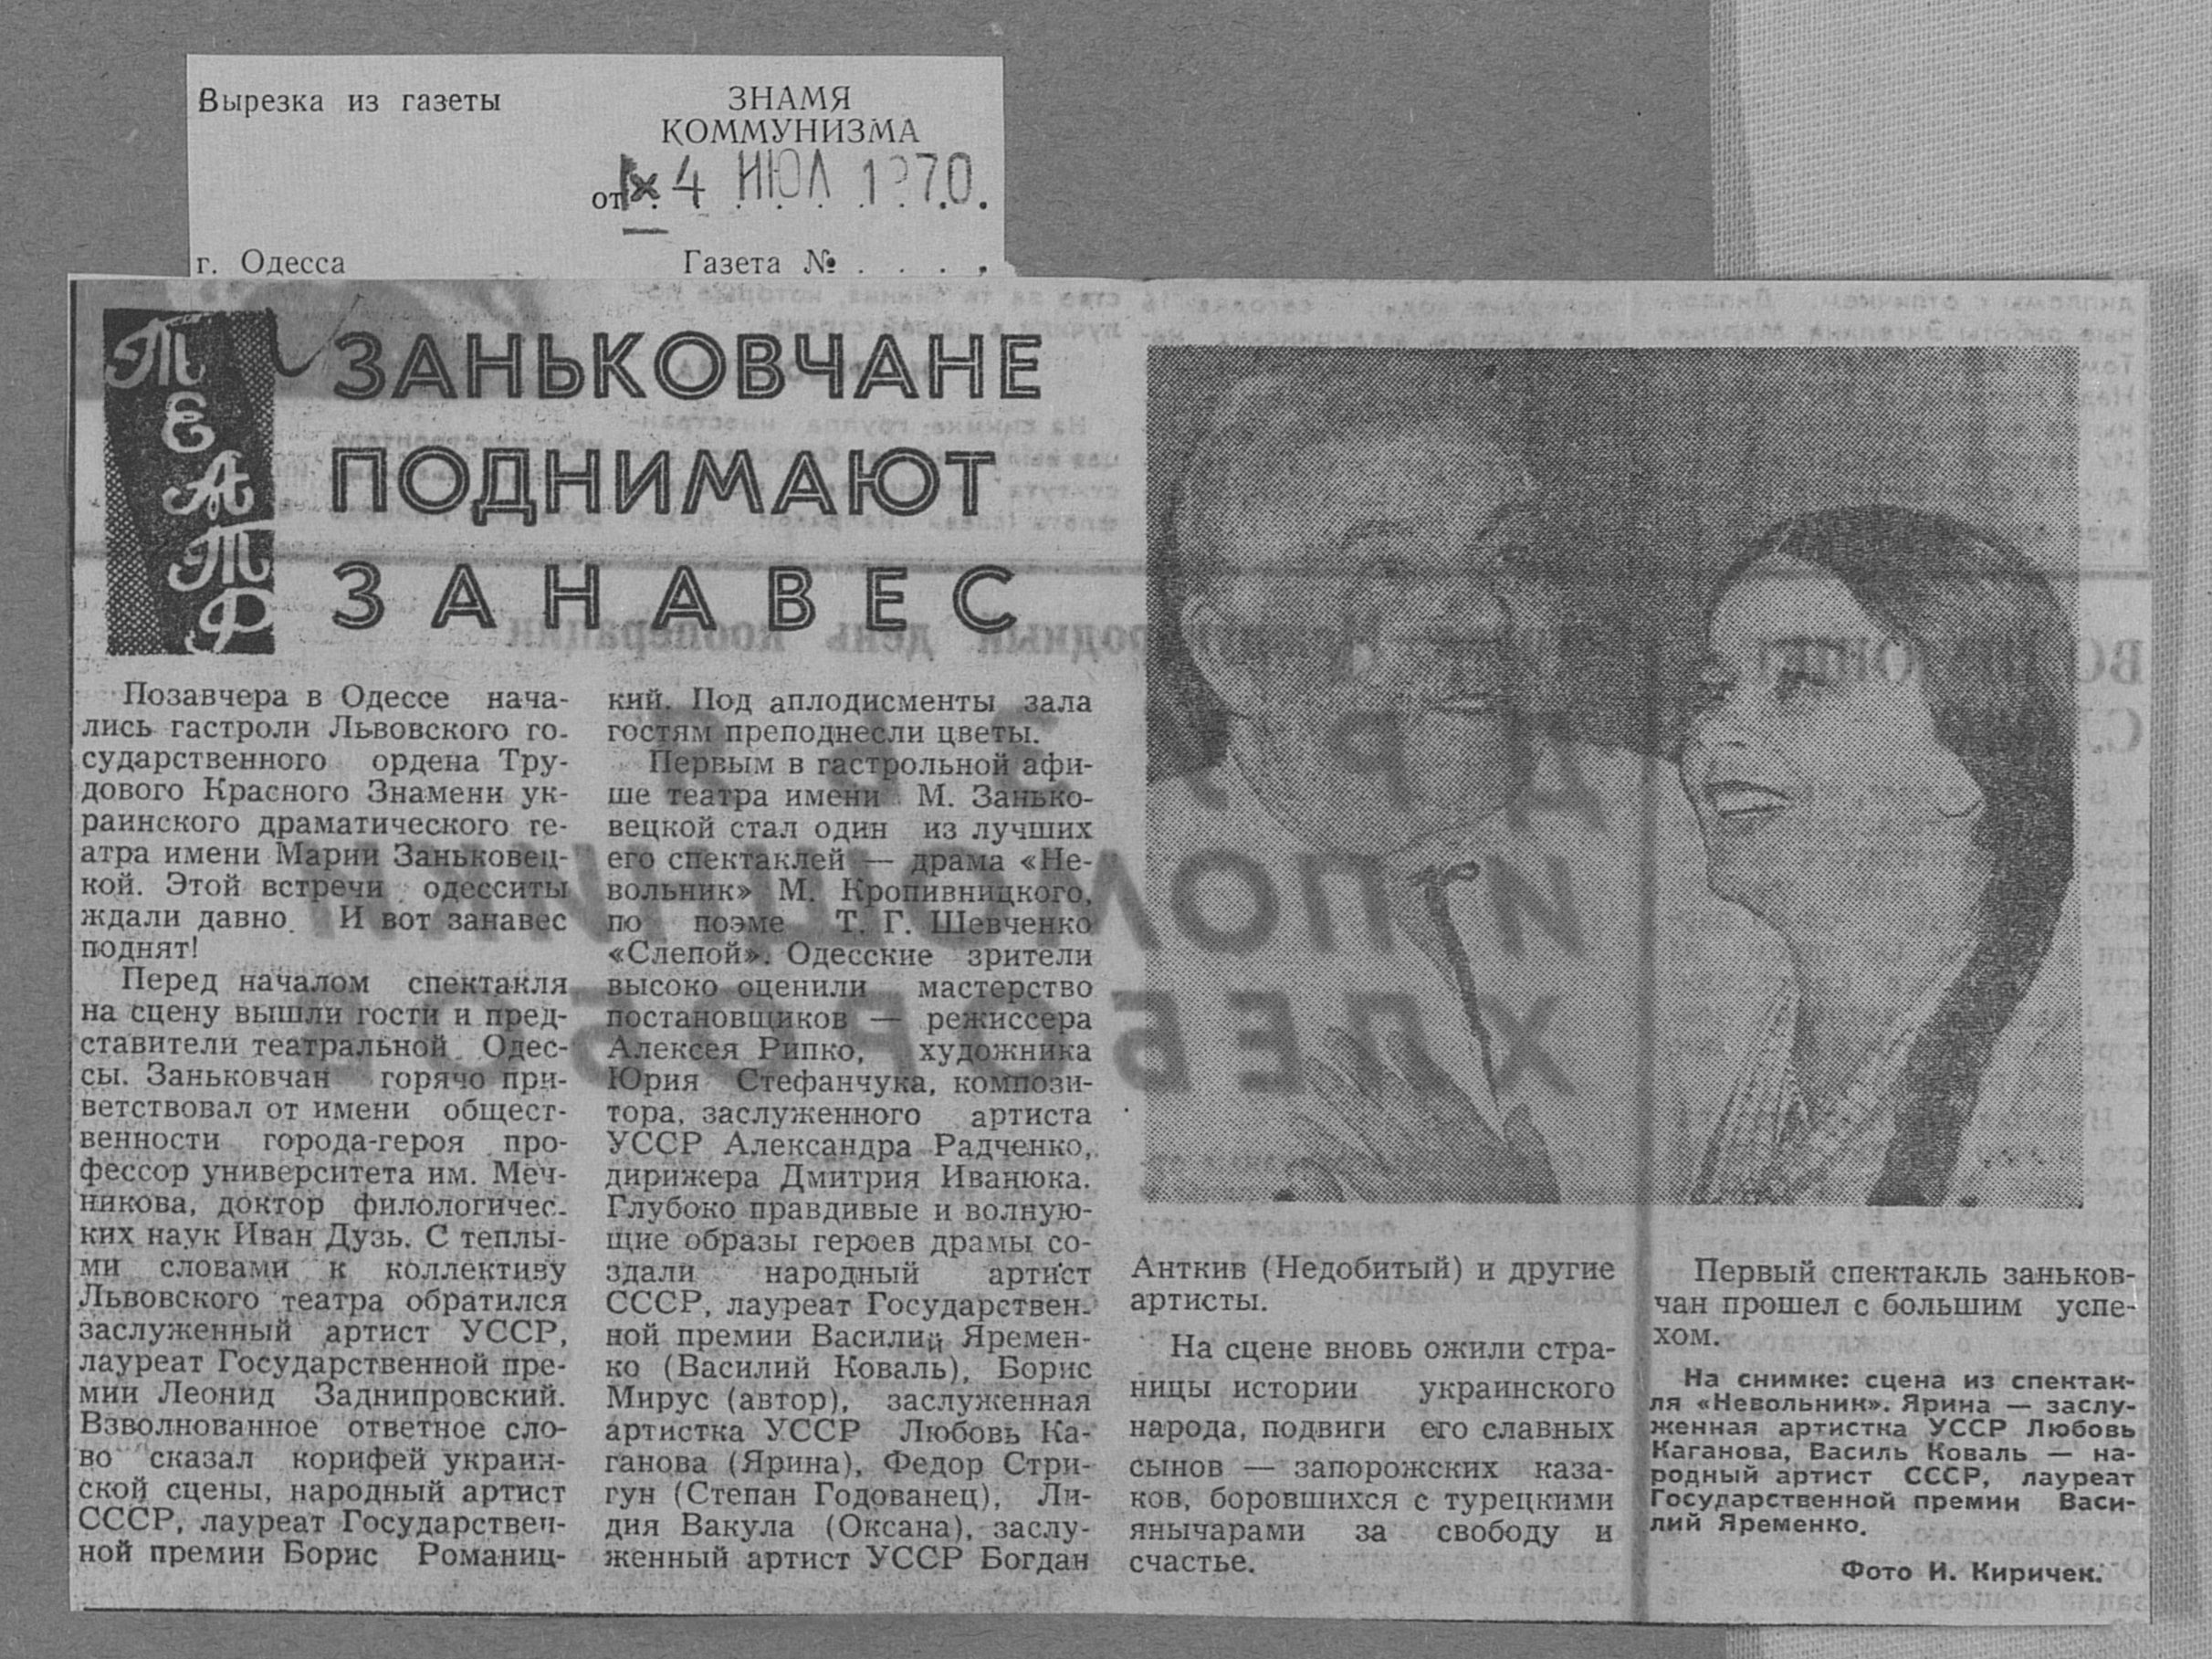 Вырезка из газеты
ЗНАМЯ
КОММУНИЗМА
от 4 ИЮЛ 1970.
г. Одесса
Газета № . . . .
ТЕАТР
ЗАНЬКОВЧАНЕ
ПОДНИМАЮТ
ЗАНАВЕС
Позавчера в Одессе нача-
лись гастроли Львовского го-
сударственного ордена Тру-
дового Красного Знамени ук-
раинского драматического те-
атра имени Марии Заньковец-
кой. Этой встречи одесситы
ждали давно. И вот занавес
поднят!
Перед началом спектакля
на сцену вышли гости и пред-
ставители театральной Одес-
сы. Заньковчан горячо при-
ветствовал от имени общест-
венности города-героя про-
фессор университета им. Меч-
никова, доктор филологичес-
ких наук Иван Дузь. С теплы-
ми словами к коллективу
Львовского театра обратился
заслуженный артист УССР,
лауреат Государственной пре-
мии Леонид Заднипровский.
Взволнованное ответное сло-
во сказал корифей украин-
ской сцены, народный артист
СССР, лауреат Государствен-
ной премии Борис Романиц-
кий. Под аплодисменты зала
гостям преподнесли цветы.
Первым в гастрольной афи-
ше театра имени М. Занько-
вецкой стал один из лучших
его спектаклей — драма «Не-
вольник» М. Кропивницкого,
по поэме Т. Г. Шевченко
«Слепой». Одесские зрители
высоко оценили мастерство
постановщиков — режиссера
Алексея Рипко, художника
Юрия Стефанчука, компози-
тора, заслуженного артиста
УССР Александра Радченко,
дирижера Дмитрия Иванюка.
Глубоко правдивые и волную-
щие образы героев драмы со-
здали народный артист
СССР, лауреат Государствен-
ной премии Василий Яремен-
ко (Василий Коваль), Борис
Мирус (автор), заслуженная
артистка УССР Любовь Ка-
ганова (Ярина), Федор Стри-
гун (Степан Годованец), Ли-
дия Вакула (Оксана), заслу-
женный артист УССР Богдан
Анткив (Недобитый) и другие
артисты.
На сцене вновь ожили стра-
ницы истории украинского
народа, подвиги его славных
сынов — запорожских каза-
ков, боровшихся с турецкими
янычарами за свободу и
счастье.
Первый спектакль заньков-
чан прошел с большим успе-
хом.
На снимке: сцена из спектак-
ля «Невольник». Ярина — заслу-
женная артистка УССР Любовь
Каганова, Василь Коваль — на-
родный артист СССР, лауреат
Государственной премии Васи-
лий Яременко.
Фото И. Киричек.